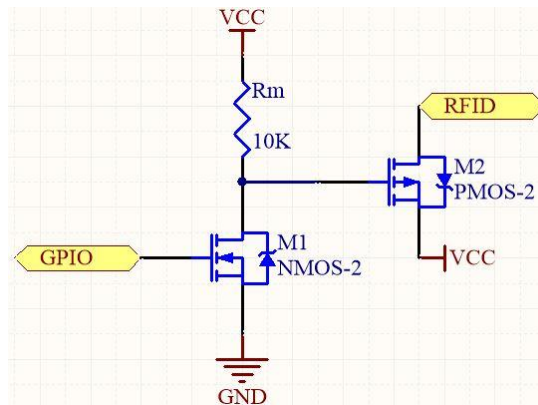 VCC
Rm
10K
RFID
M2
PMOS-2
M1
NMOS-2
GPIO
VCC
GND